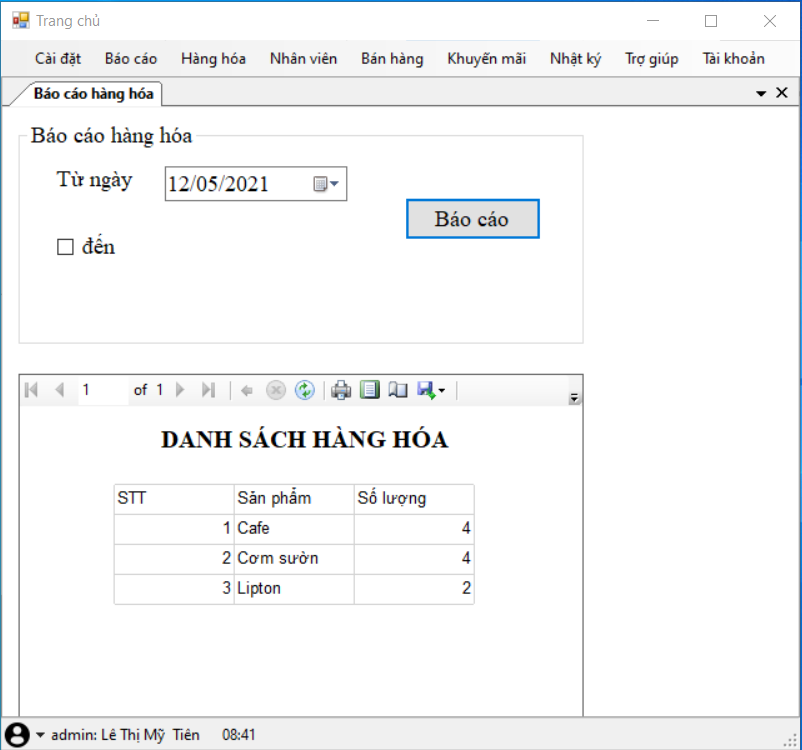 Trang chủ
Cài đặt Báo cáo Hàng hóa Nhân viên Bán hàng Khuyến mãi Nhật ký Trợ giúp Tài khoản
Báo cáo hàng hóa
Báo cáo hàng hóa
Từ ngày 12/05/2021
Báo cáo
đến
1 of 1
DANH SÁCH HÀNG HÓA
STT Sản phẩm Số lượng
1 Cafe 4
2 Cơm sườn 4
3 Lipton 2
admin: Lê Thị Mỹ Tiên 08:41